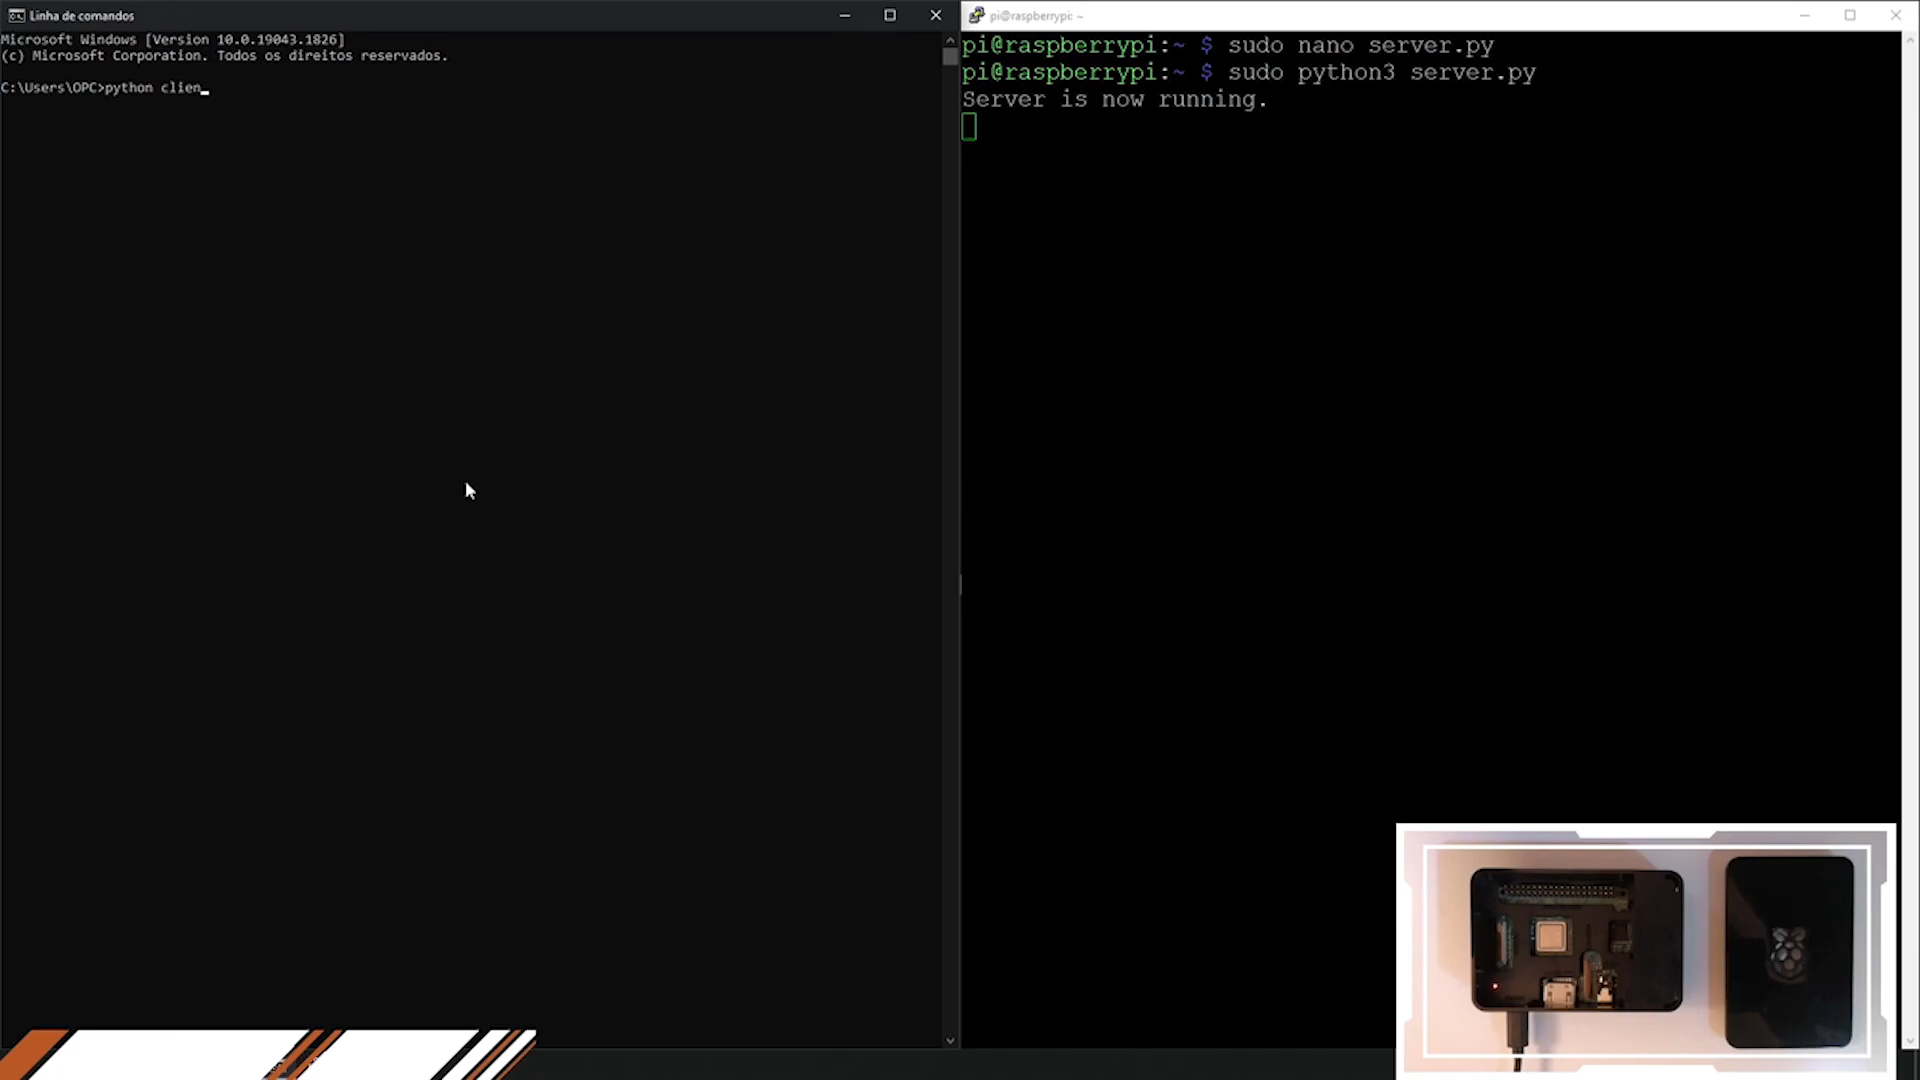 Linha de comandos
Microsoft Windows [Version 10.0.19043.1826]
(c) Microsoft Corporation. Todos os direitos reservados.
C:\Users\OPC>python clien_
pi@raspberrypi: ~
pi@raspberrypi:~ $ sudo nano server.py
pi@raspberrypi:~ $ sudo python3 server.py
Server is now running.